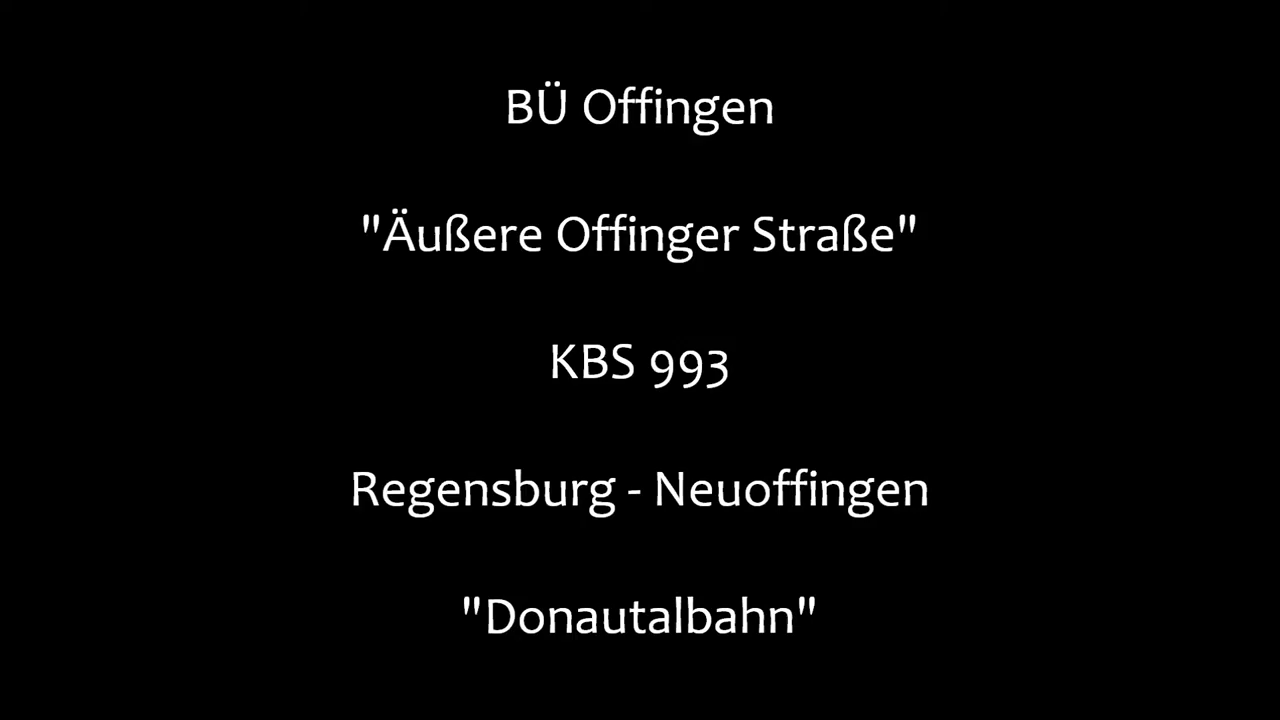 BÜ Offingen
"Äußere Offinger Straße"
KBS 993
Regensburg - Neuoffingen
"Donautalbahn"